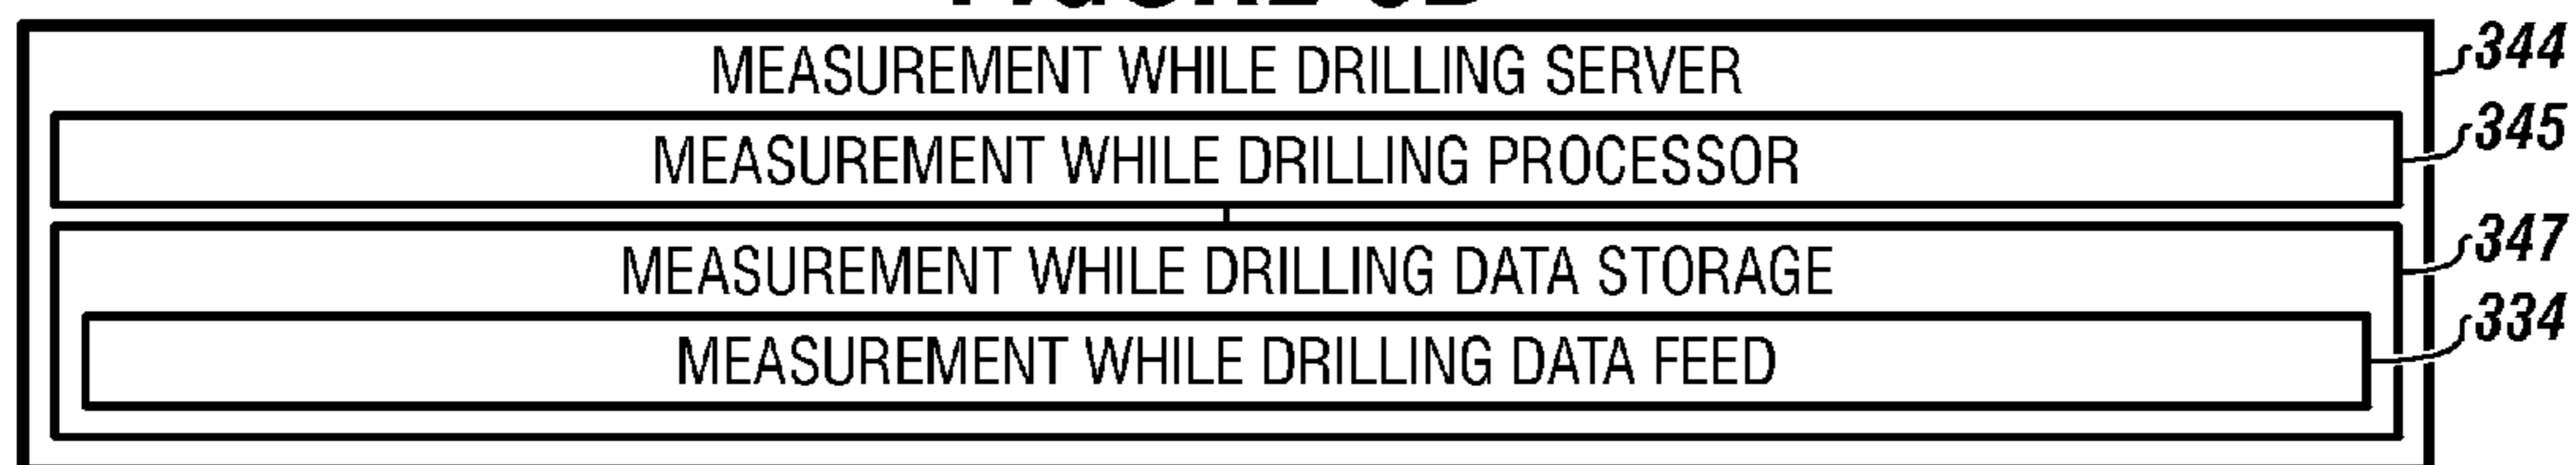 MEASUREMENT WHILE DRILLING SERVER 344
MEASUREMENT WHILE DRILLING PROCESSOR 345
MEASUREMENT WHILE DRILLING DATA STORAGE 347
MEASUREMENT WHILE DRILLING DATA FEED 334